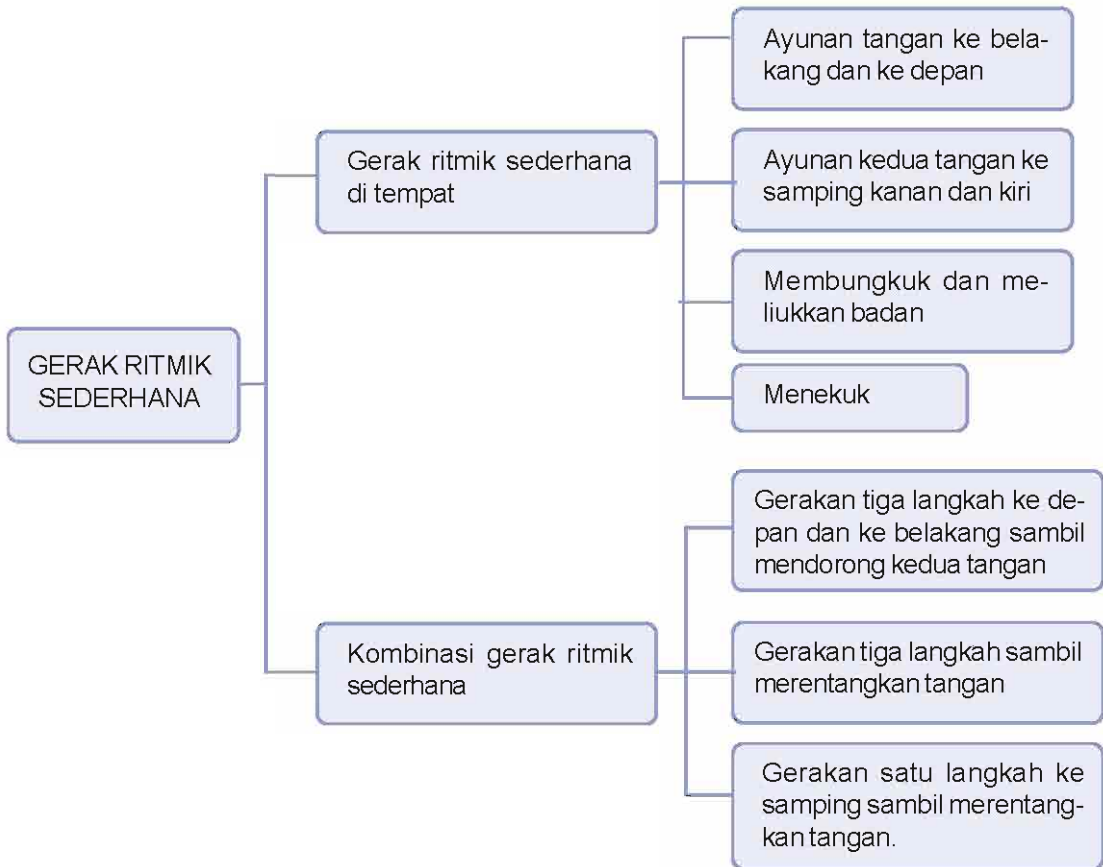 GERAK RITMIK
SEDERHANA
Gerak ritmik sederhana
di tempat
Ayunan tangan ke bela-
kang dan ke depan
Ayunan kedua tangan ke
samping kanan dan kiri
Membungkuk dan me-
liukkan badan
Menekuk
Kombinasi gerak ritmik
sederhana
Gerakan tiga langkah ke de-
pan dan ke belakang sambil
mendorong kedua tangan
Gerakan tiga langkah sambil
merentangkan tangan
Gerakan satu langkah ke
samping sambil merentang-
kan tangan.